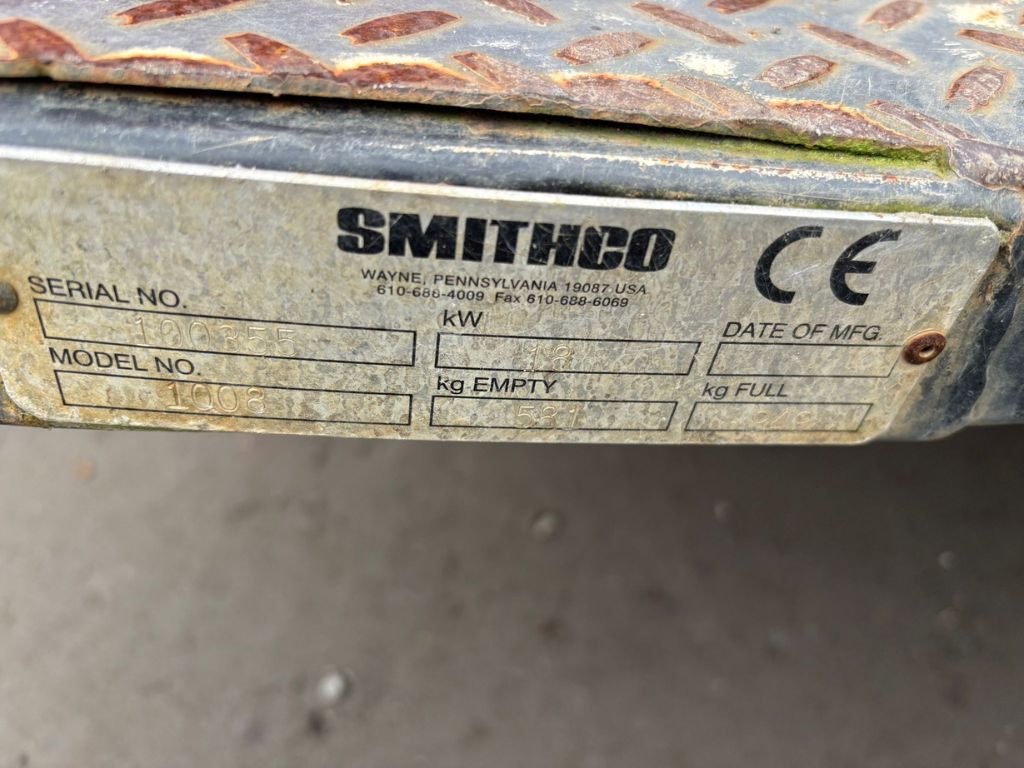 SMITHCO
CE
WAYNE, PENNSYLVANIA 19087 USA
610-688-4009 Fax 610-688-6069
SERIAL NO.
100355
kW
18
DATE OF MFG.
MODEL NO.
1008
kg EMPTY
581
kg FULL